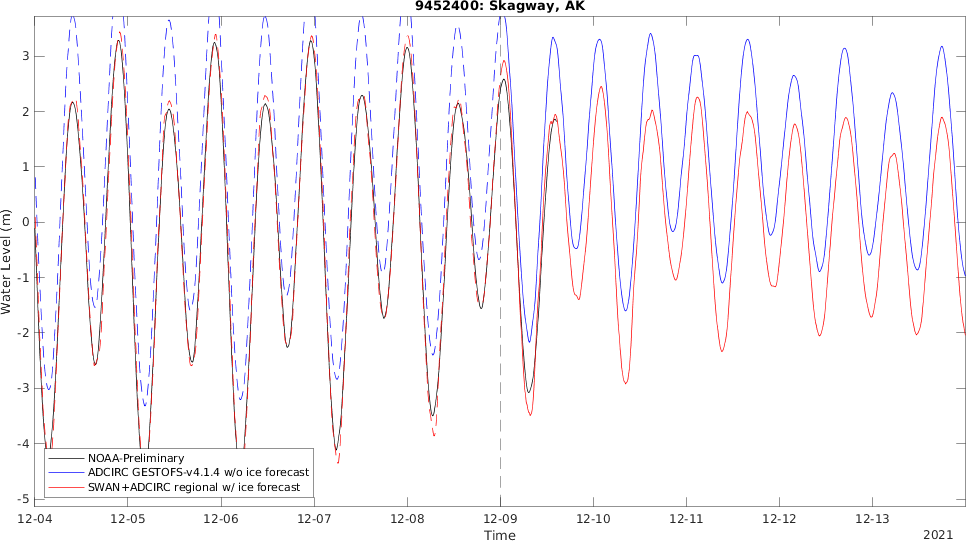 9452400: Skagway, AK
3
2
1
0
-1
-2
-3
-4
-5
Water Level (m)
NOAA-Preliminary
ADCIRC GESTOFS-v4.1.4 w/o ice forecast
SWAN+ADCIRC regional w/ ice forecast
12-04 12-05 12-06 12-07 12-08 12-09 12-10 12-11 12-12 12-13
Time
2021